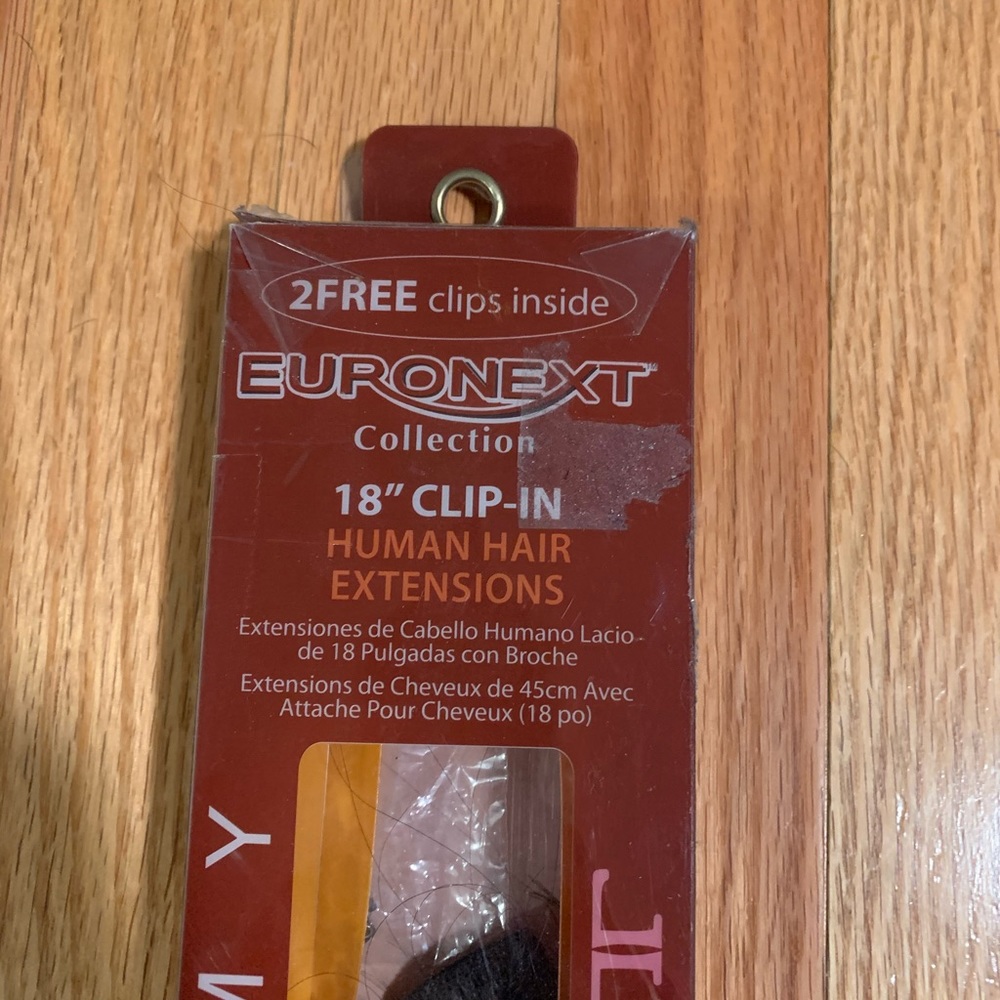 2FREE clips inside
EURONEXT™
Collection
18” CLIP-IN
HUMAN HAIR
EXTENSIONS
Extensiones de Cabello Humano Lacio
de 18 Pulgadas con Broche
Extensions de Cheveux de 45cm Avec
Attache Pour Cheveux (18 po)
M Y